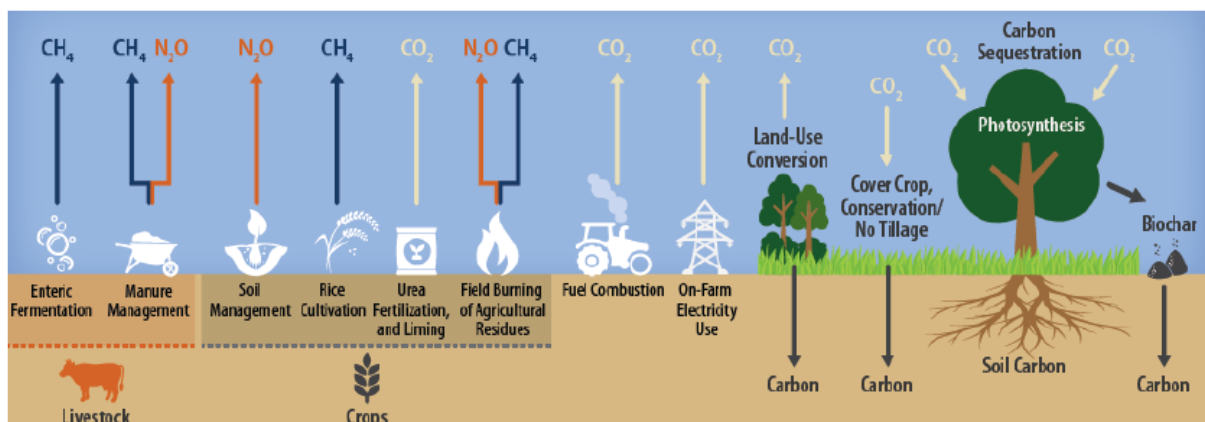 CH₄
CH₄ N₂O
N₂O
CH₄
CO₂
N₂O CH₄
CO₂
CO₂
CO₂
CO₂
CO₂
Carbon
Sequestration
CO₂
Photosynthesis
Land-Use
Conversion
Cover Crop,
Conservation/
No Tillage
Biochar
Enteric
Fermentation
Manure
Management
Soil
Management
Rice
Cultivation
Urea
Fertilization,
and Liming
Field Burning
of Agricultural
Residues
Fuel Combustion
On-Farm
Electricity
Use
Carbon
Carbon
Soil Carbon
Carbon
Livestock
Crops